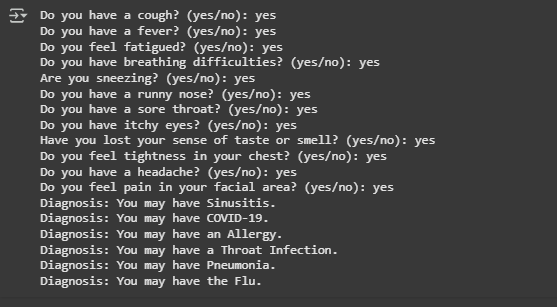 Do you have a cough? (yes/no): yes
Do you have a fever? (yes/no): yes
Do you feel fatigued? (yes/no): yes
Do you have breathing difficulties? (yes/no): yes
Are you sneezing? (yes/no): yes
Do you have a runny nose? (yes/no): yes
Do you have a sore throat? (yes/no): yes
Do you have itchy eyes? (yes/no): yes
Have you lost your sense of taste or smell? (yes/no): yes
Do you feel tightness in your chest? (yes/no): yes
Do you have a headache? (yes/no): yes
Do you feel pain in your facial area? (yes/no): yes
Diagnosis: You may have Sinusitis.
Diagnosis: You may have COVID-19.
Diagnosis: You may have an Allergy.
Diagnosis: You may have a Throat Infection.
Diagnosis: You may have Pneumonia.
Diagnosis: You may have the Flu.